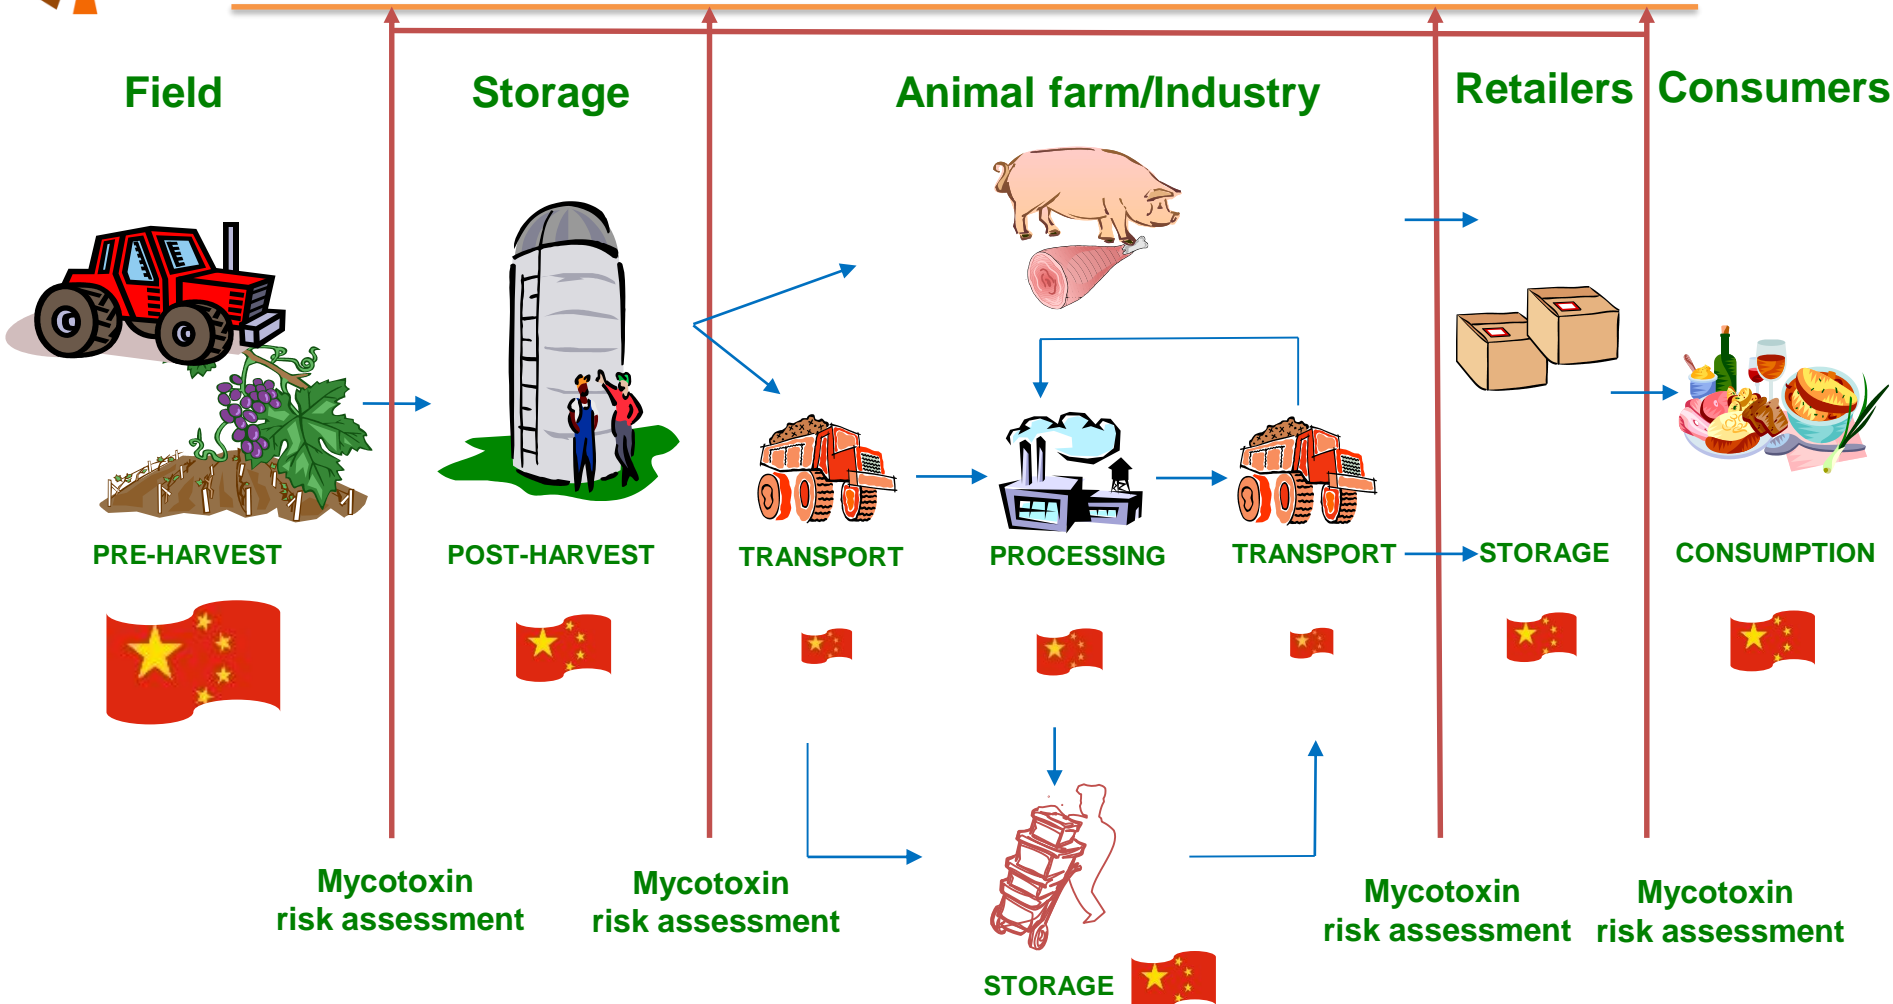 Field
Storage
Animal farm/Industry
Retailers
Consumers
PRE-HARVEST
POST-HARVEST
TRANSPORT
PROCESSING
TRANSPORT
STORAGE
CONSUMPTION
Mycotoxin
risk assessment
Mycotoxin
risk assessment
Mycotoxin
risk assessment
Mycotoxin
risk assessment
STORAGE